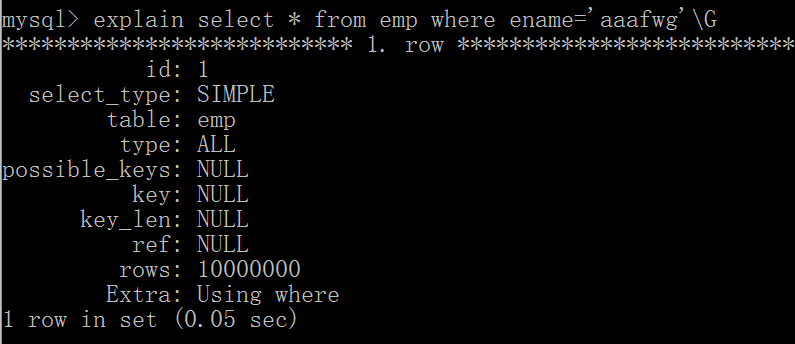 mysql> explain select * from emp where ename='aaafwg'\G
*************************** 1. row ***************************
id: 1
select_type: SIMPLE
table: emp
type: ALL
possible_keys: NULL
key: NULL
key_len: NULL
ref: NULL
rows: 10000000
Extra: Using where
1 row in set (0.05 sec)